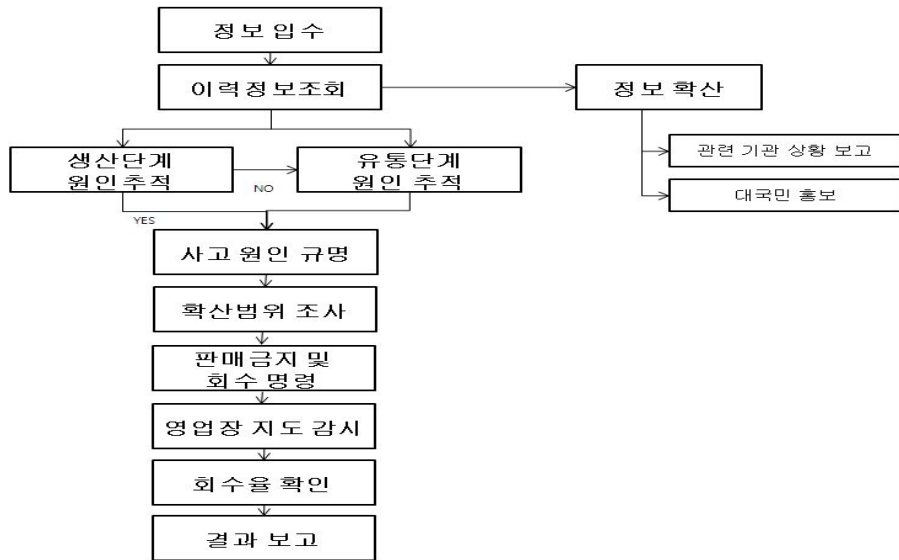 정보 입수
이력정보조회
정보 확산
생산단계
원인추적
유통단계
원인 추적
관련 기관 상황 보고
대국민 홍보
NO
YES
사고 원인 규명
확산범위 조사
판매금지 및
회수 명령
영업장 지도 감시
회수율 확인
결과 보고